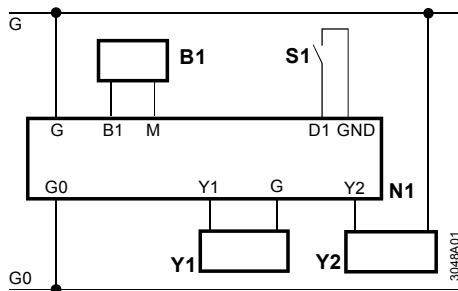 G
B1 S1
G B1 M D1 GND
G0 Y1 G Y2 N1
Y1 Y2
G0
3048A01